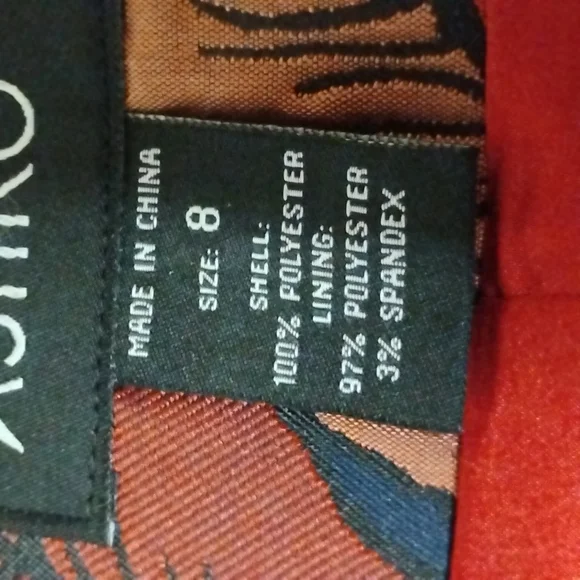 MADE IN CHINA
SIZE: 8
SHELL:
100% POLYESTER
LINING:
97% POLYESTER
3% SPANDEX